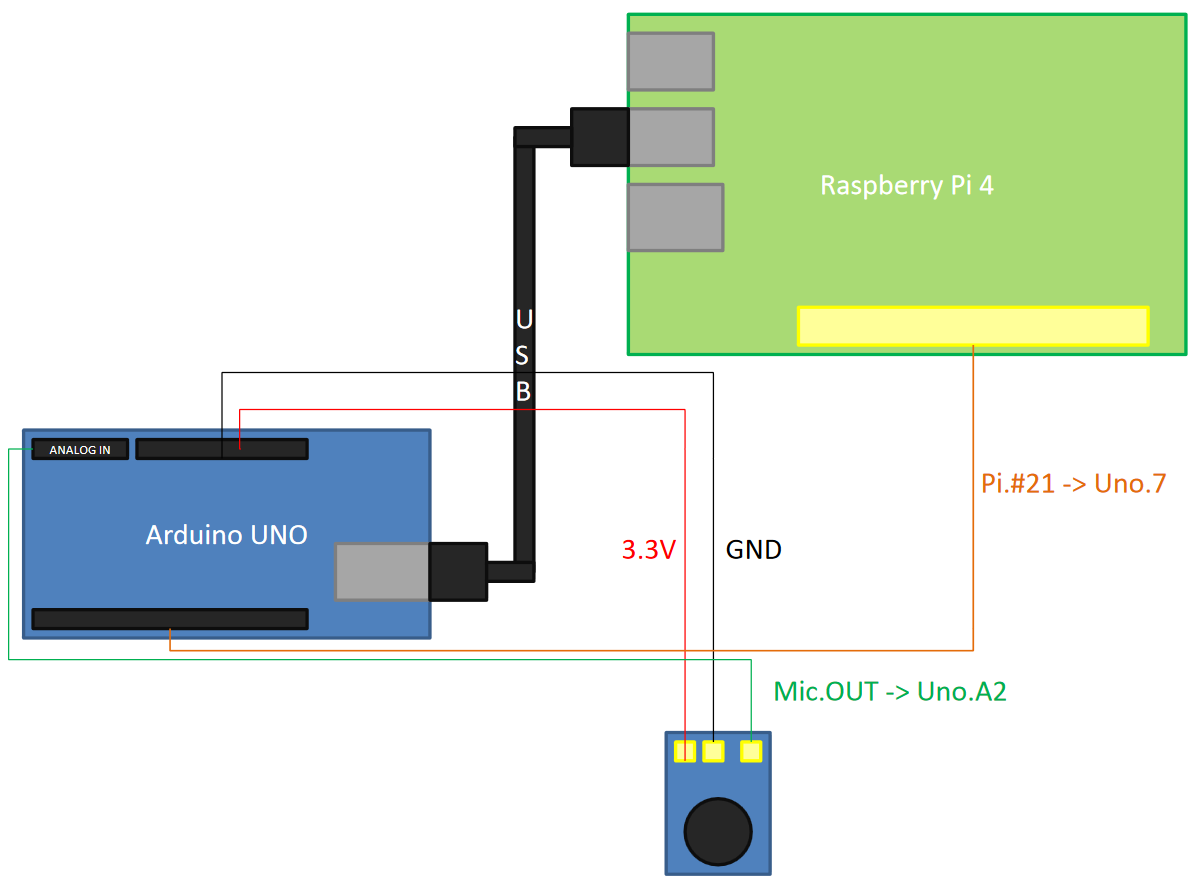 Raspberry Pi 4
U
S
B
ANALOG IN
Arduino UNO
Pi.#21 -> Uno.7
3.3V
GND
Mic.OUT -> Uno.A2